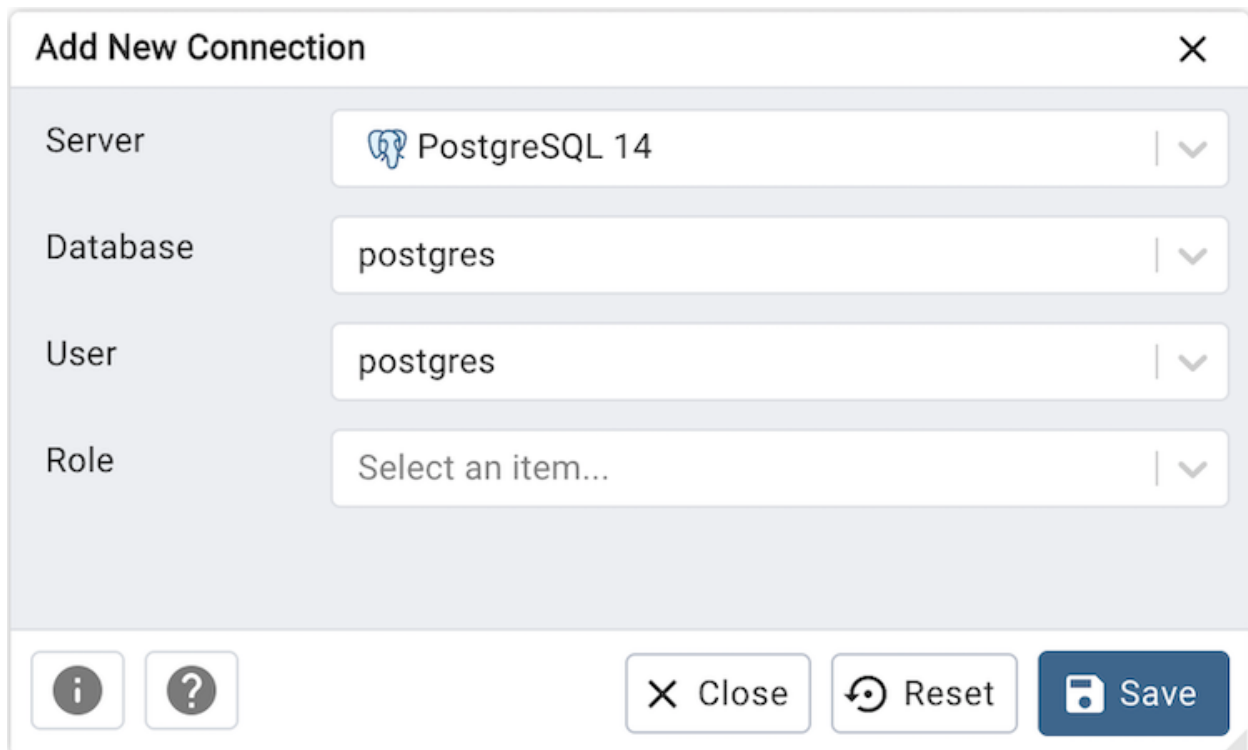 Add New Connection
Server
PostgreSQL 14
Database
postgres
User
postgres
Role
Select an item...
Close
Reset
Save